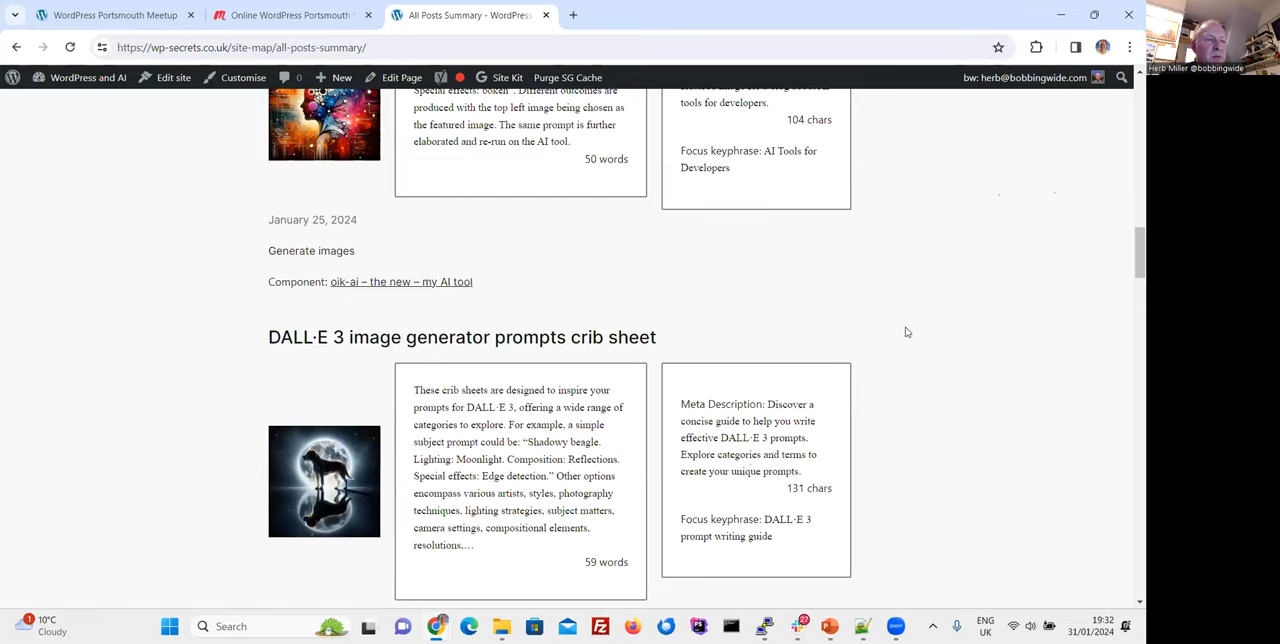 WordPress Portsmouth Meetup
Online WordPress Portsmouth
All Posts Summary - WordPress
https://wp-secrets.co.uk/site-map/all-posts-summary/
WordPress and AI
Edit site
Customise
0
New
Edit Page
Site Kit
Purge SG Cache
bw: herb@bobbingwide.com
Herb Miller @bobbingwide
Special effects: bokeh". Different outcomes are
produced with the top left image being chosen as
the featured image. The same prompt is further
elaborated and re-run on the AI tool.
50 words
tools for developers.
104 chars
Focus keyphrase: AI Tools for
Developers
January 25, 2024
Generate images
Component: oik-ai – the new – my AI tool
DALL·E 3 image generator prompts crib sheet
These crib sheets are designed to inspire your
prompts for DALL·E 3, offering a wide range of
categories to explore. For example, a simple
subject prompt could be: “Shadowy beagle.
Lighting: Moonlight. Composition: Reflections.
Special effects: Edge detection.” Other options
encompass various artists, styles, photography
techniques, lighting strategies, subject matters,
camera settings, compositional elements,
resolutions,…
59 words
Meta Description: Discover a
concise guide to help you write
effective DALL·E 3 prompts.
Explore categories and terms to
create your unique prompts.
131 chars
Focus keyphrase: DALL·E 3
prompt writing guide
1
10°C
Cloudy
Search
27
zoom
ENG
UK
19:32
31/01/2024